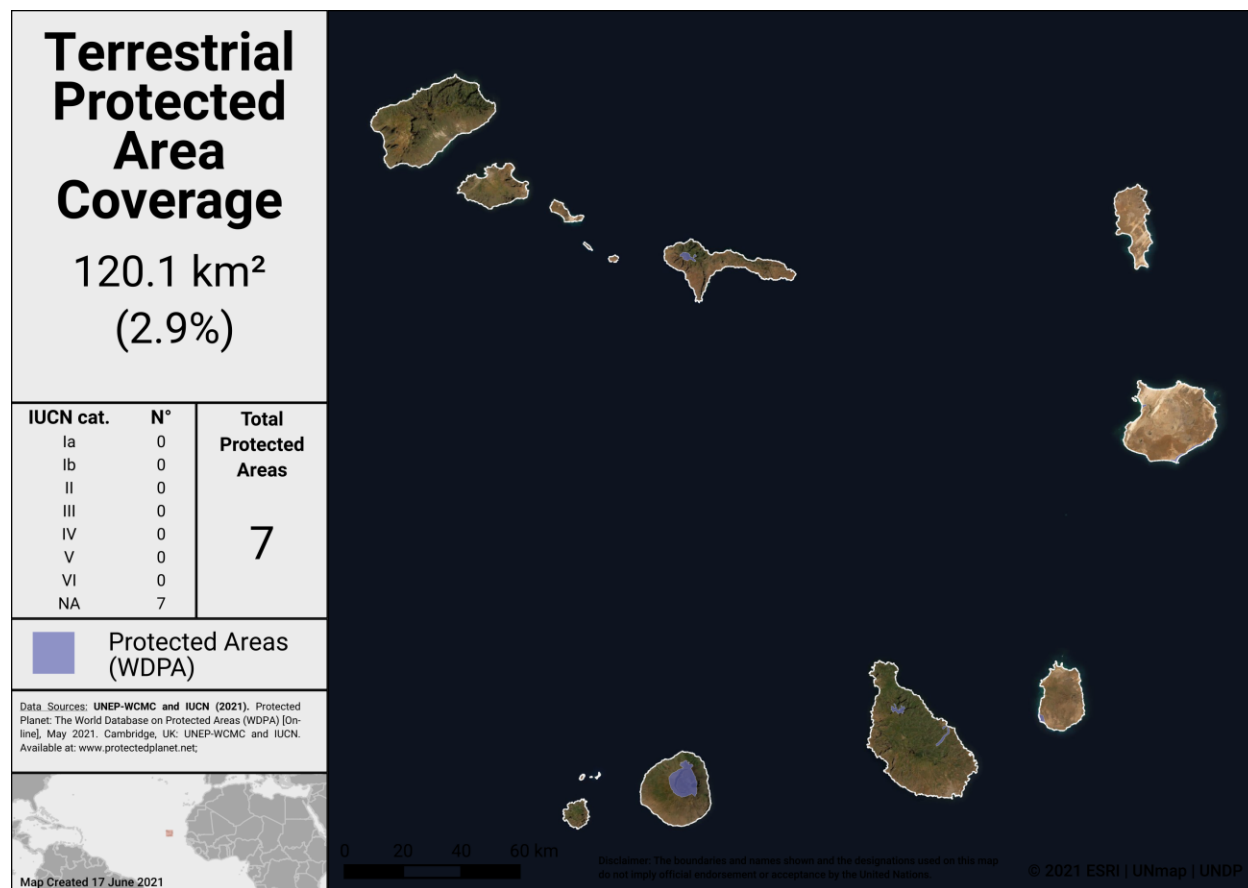 Terrestrial
Protected
Area
Coverage
120.1 km²
(2.9%)
IUCN cat. N°
Ia 0
Ib 0
II 0
III 0
IV 0
V 0
VI 0
NA 7
Total
Protected
Areas
7
Protected Areas
(WDPA)
Data Sources: UNEP-WCMC and IUCN (2021). Protected
Planet: The World Database on Protected Areas (WDPA) [On-
line], May 2021. Cambridge, UK: UNEP-WCMC and IUCN.
Available at: www.protectedplanet.net;
Map Created 17 June 2021
0 20 40 60 km
Disclaimer: The boundaries and names shown and the designations used on this map
do not imply official endorsement or acceptance by the United Nations.
© 2021 ESRI | UNmap | UNDP